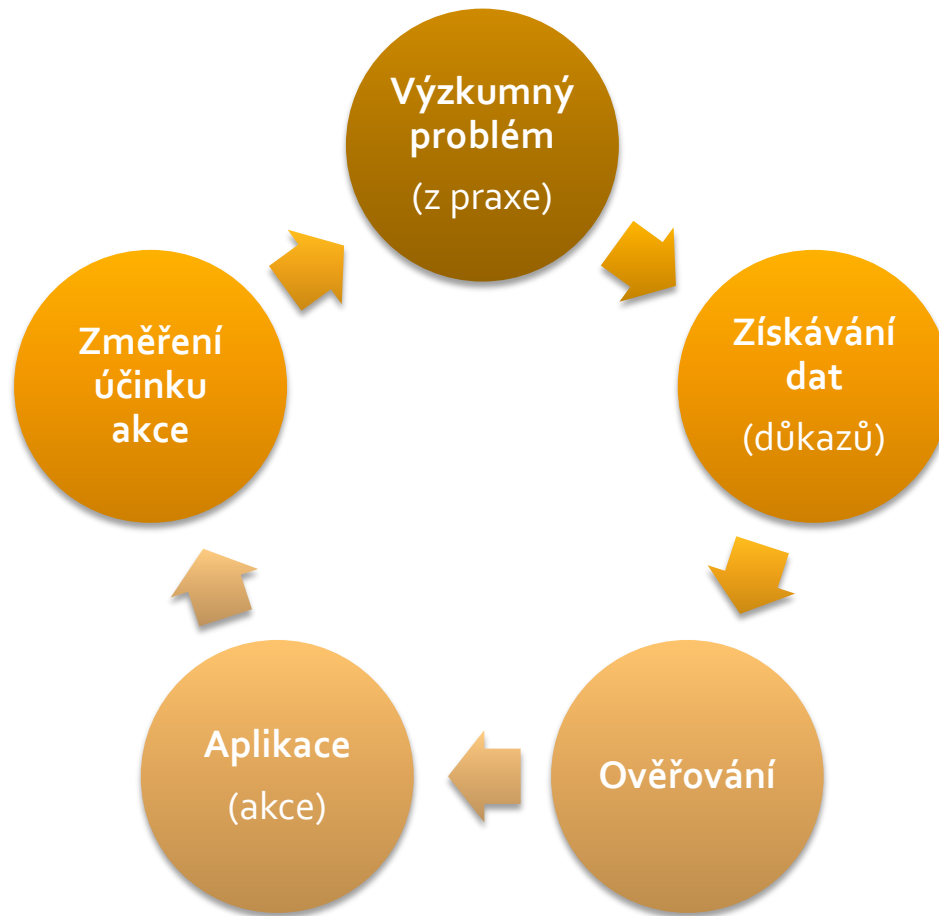 Výzkumný
problém
(z praxe)
Získávání
dat
(důkazů)
Ověřování
Aplikace
(akce)
Změření
účinku
akce